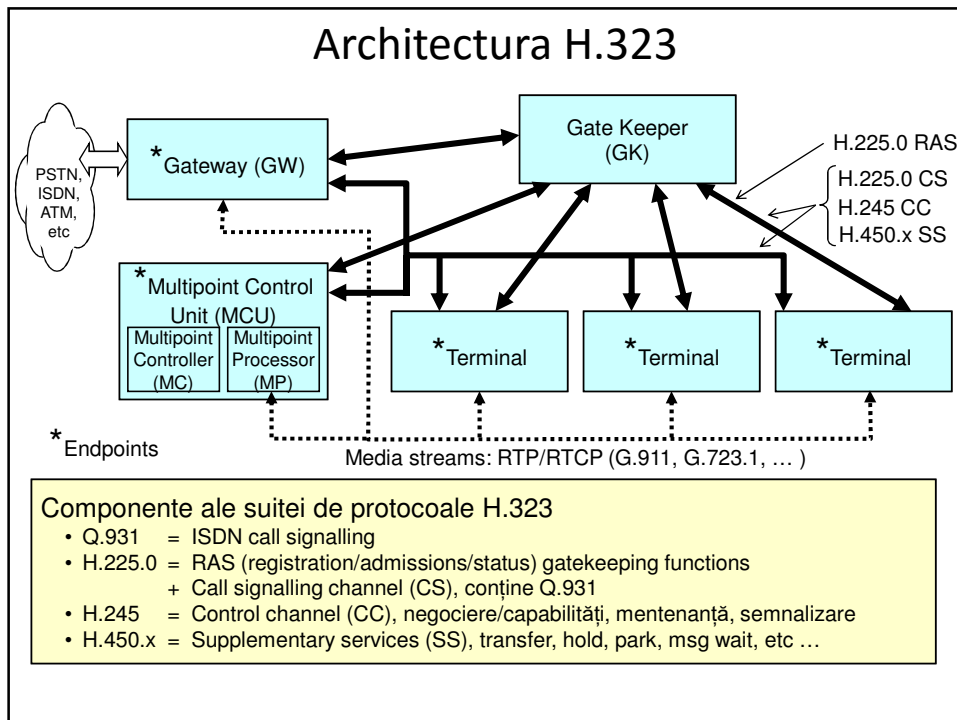 Architectura H.323
PSTN,
ISDN,
ATM,
etc
*Gateway (GW)
Gate Keeper
(GK)
H.225.0 RAS
H.225.0 CS
H.245 CC
H.450.x SS
*Multipoint Control
Unit (MCU)
Multipoint
Controller
(MC)
Multipoint
Processor
(MP)
*Terminal
*Terminal
*Terminal
*Endpoints
Media streams: RTP/RTCP (G.911, G.723.1, … )
Componente ale suitei de protocoale H.323
• Q.931 = ISDN call signalling
• H.225.0 = RAS (registration/admissions/status) gatekeeping functions
+ Call signalling channel (CS), conține Q.931
• H.245 = Control channel (CC), negociere/capabilități, mentenanță, semnalizare
• H.450.x = Supplementary services (SS), transfer, hold, park, msg wait, etc …